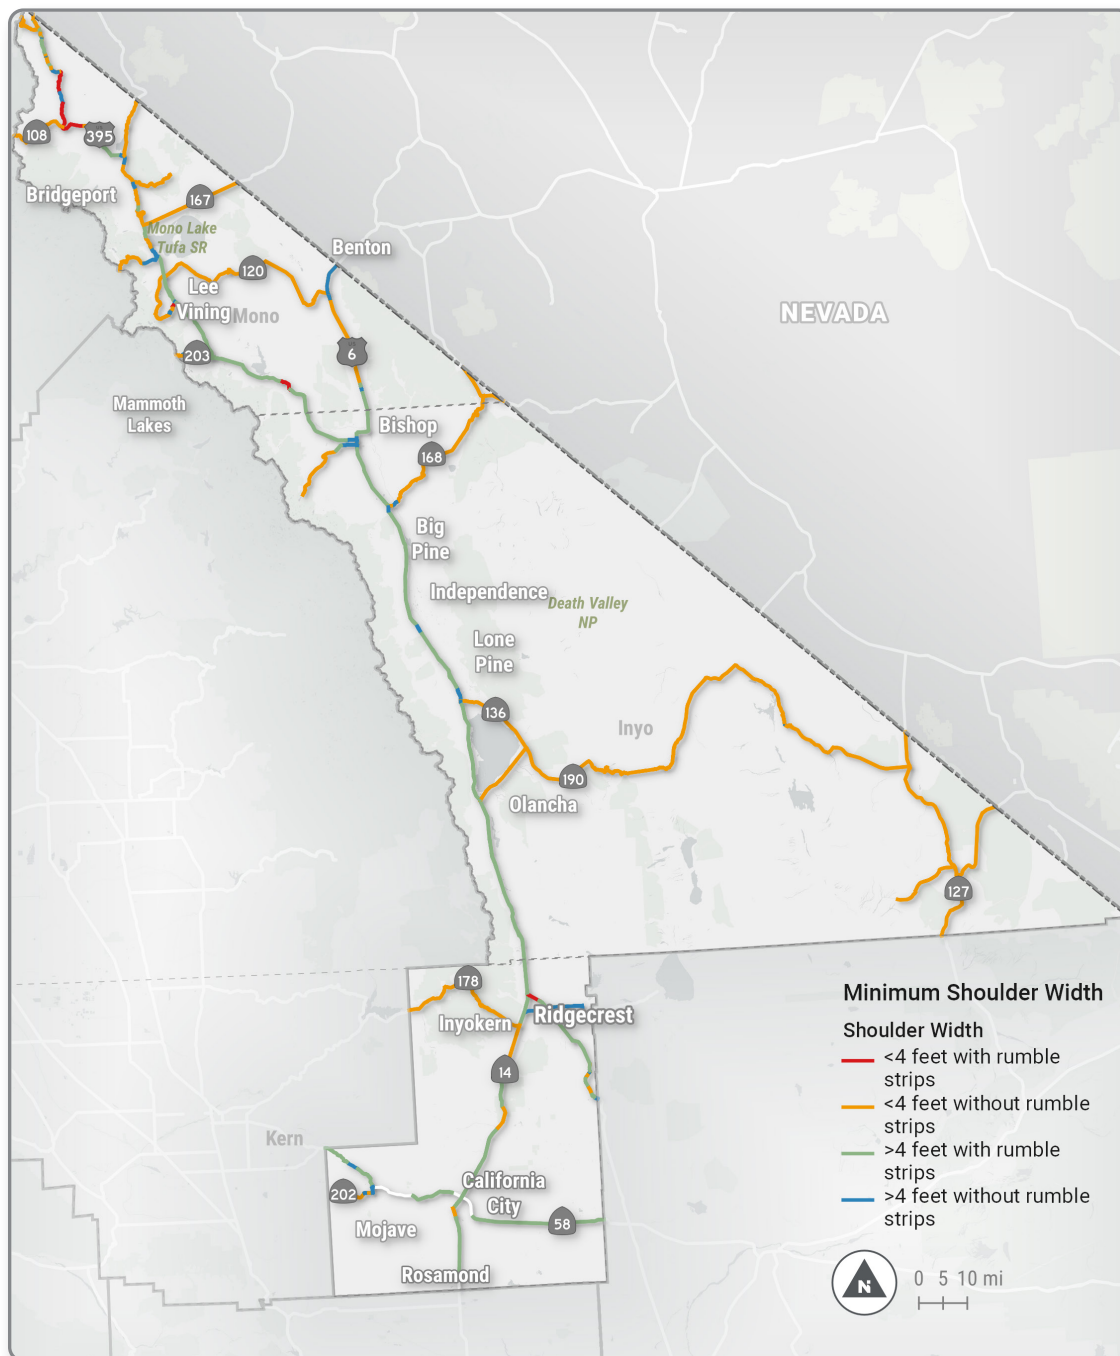 108
395
Bridgeport
167
Mono Lake
Tufa SR
Benton
120
Lee
Vining
Mono
NEVADA
203
6
Mammoth
Lakes
Bishop
168
Big
Pine
Independence
Death Valley
NP
Lone
Pine
136
Inyo
190
Olancha
127
178
Inyokern
Ridgecrest
14
Kern
202
California
City
Mojave
58
Rosamond
Minimum Shoulder Width
Shoulder Width
<4 feet with rumble
strips
<4 feet without rumble
strips
>4 feet with rumble
strips
>4 feet without rumble
strips
N
0 5 10 mi